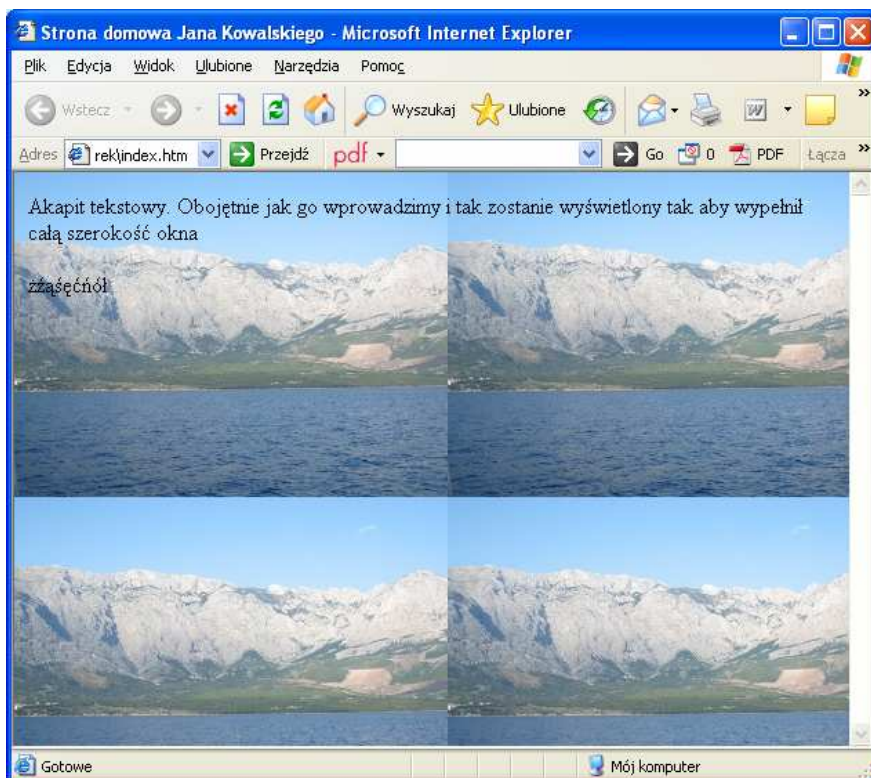 Strona domowa Jana Kowalskiego - Microsoft Internet Explorer
Plik Edycja Widok Ulubione Narzędzia Pomoc
Wstecz Wyszukaj Ulubione »
Adres rek\index.htm Przejdź pdf Go 0 PDF Łącza »
Akapit tekstowy. Obojętnie jak go wprowadzimy i tak zostanie wyświetlony tak aby wypełnił
całą szerokość okna
żźąśęćńół
Gotowe Mój komputer